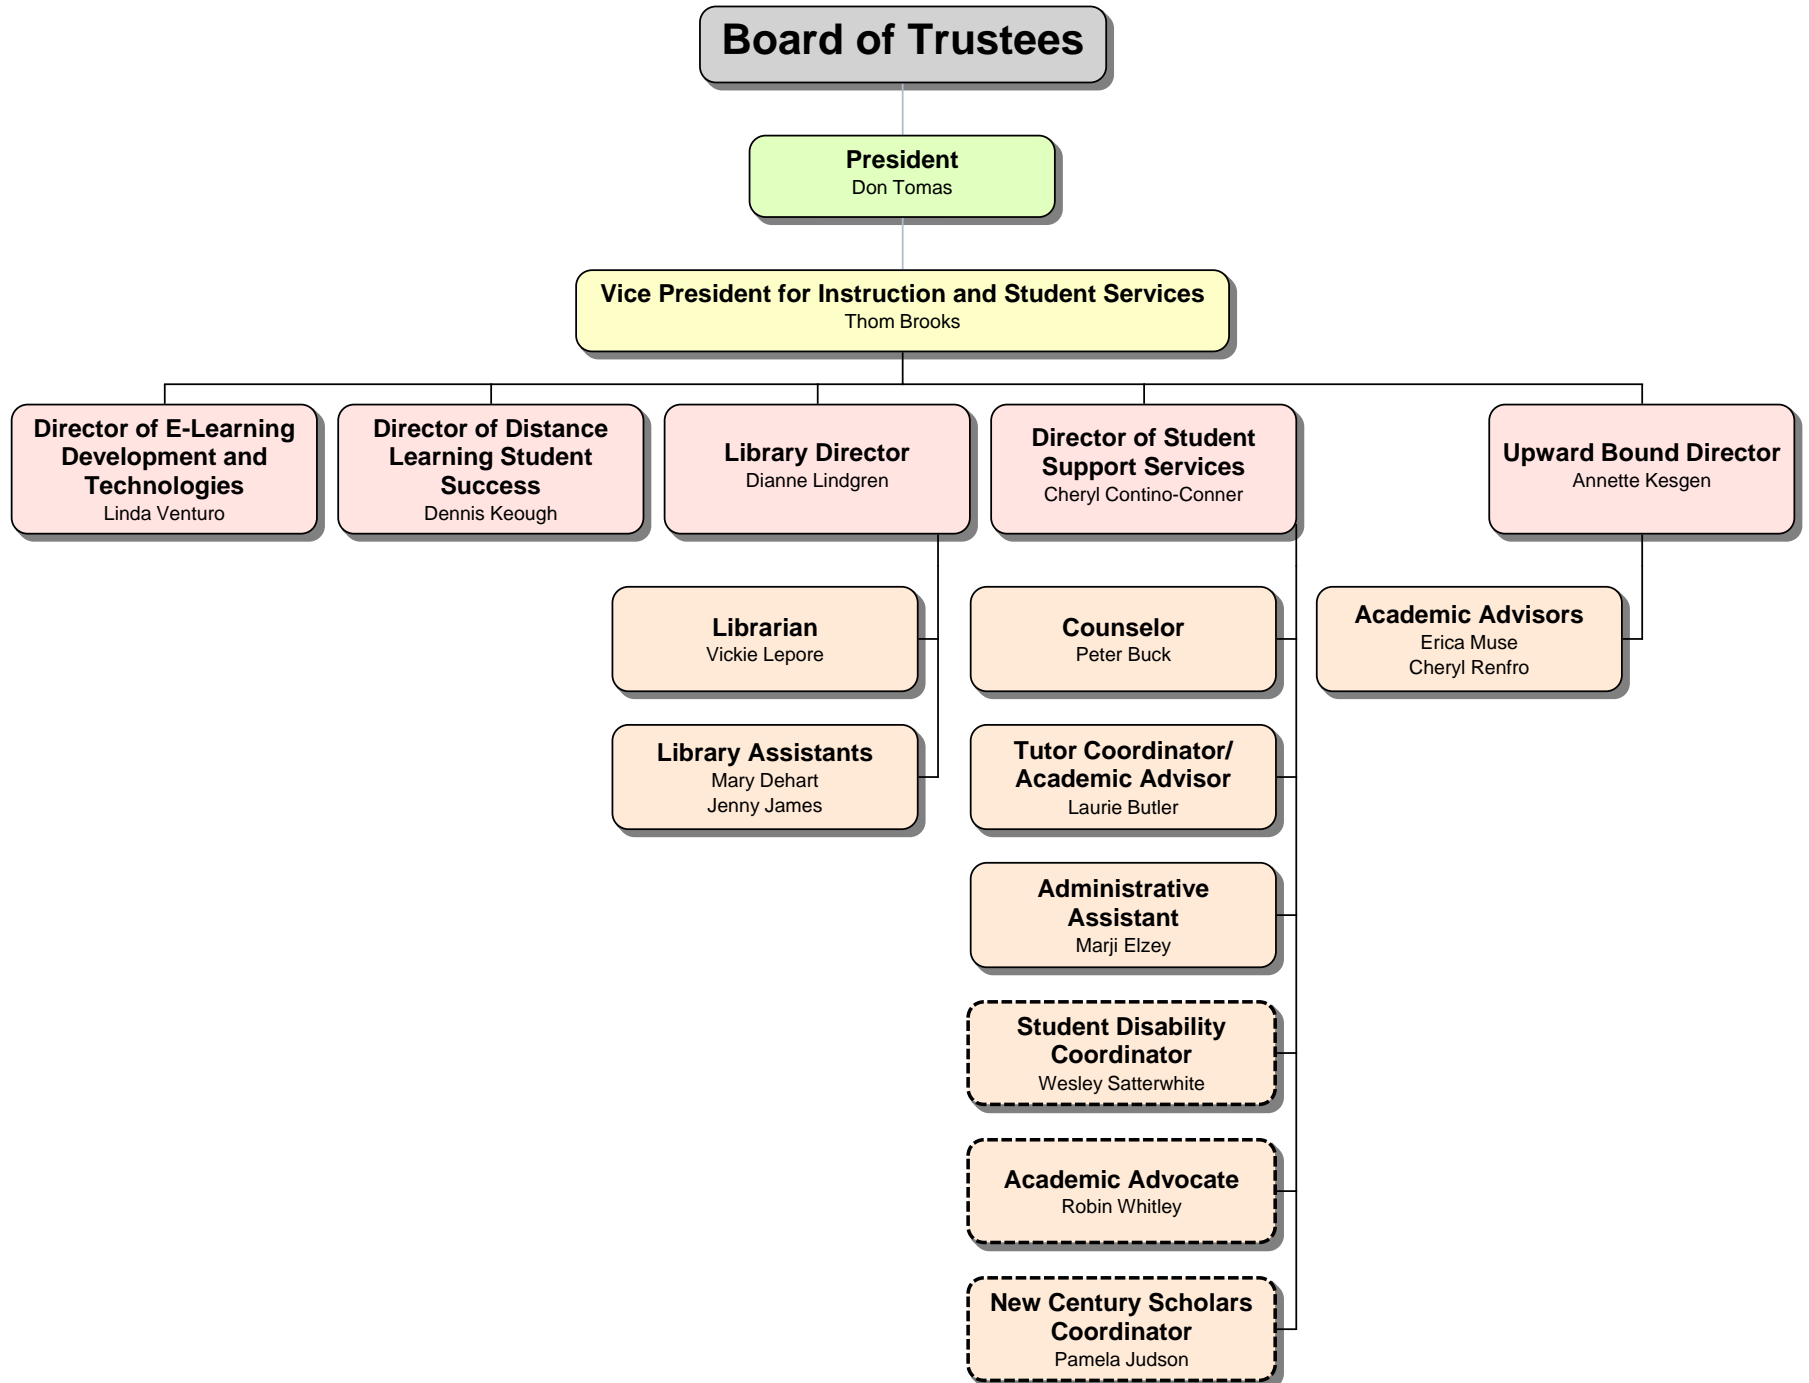 Board of Trustees
President
Don Tomas
Vice President for Instruction and Student Services
Thom Brooks
Director of E-Learning
Development and
Technologies
Linda Venturo
Director of Distance
Learning Student
Success
Dennis Keough
Library Director
Dianne Lindgren
Director of Student
Support Services
Cheryl Contino-Conner
Upward Bound Director
Annette Kesgen
Librarian
Vickie Lepore
Library Assistants
Mary Dehart
Jenny James
Counselor
Peter Buck
Tutor Coordinator/
Academic Advisor
Laurie Butler
Administrative
Assistant
Marji Elzey
Student Disability
Coordinator
Wesley Satterwhite
Academic Advocate
Robin Whitley
New Century Scholars
Coordinator
Pamela Judson
Academic Advisors
Erica Muse
Cheryl Renfro